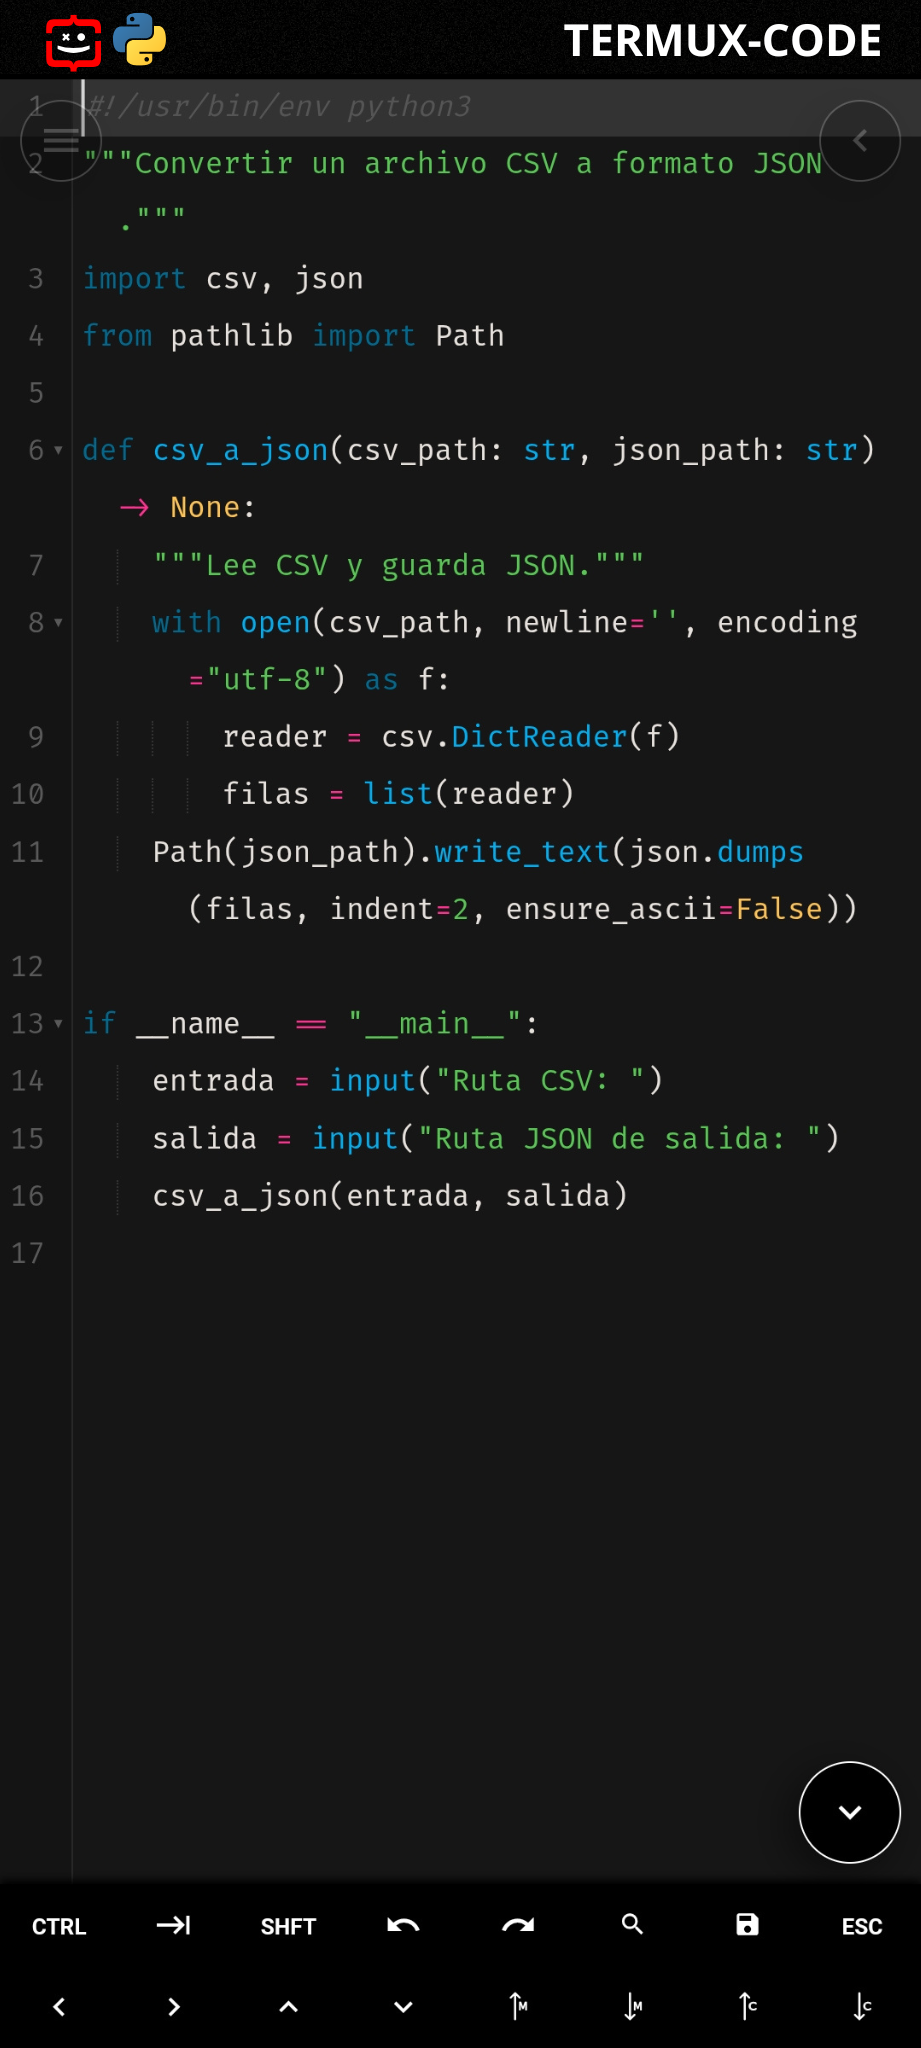 TERMUX-CODE
1 #!/usr/bin/env python3
2 """Convertir un archivo CSV a formato JSON
."""
3 import csv, json
4 from pathlib import Path
5
6 def csv_a_json(csv_path: str, json_path: str)
-> None:
7 """Lee CSV y guarda JSON."""
8 with open(csv_path, newline='', encoding
="utf-8") as f:
9 reader = csv.DictReader(f)
10 filas = list(reader)
11 Path(json_path).write_text(json.dumps
(filas, indent=2, ensure_ascii=False))
12
13 if __name__ == "__main__":
14 entrada = input("Ruta CSV: ")
15 salida = input("Ruta JSON de salida: ")
16 csv_a_json(entrada, salida)
17
CTRL SHFT ESC
M M C C